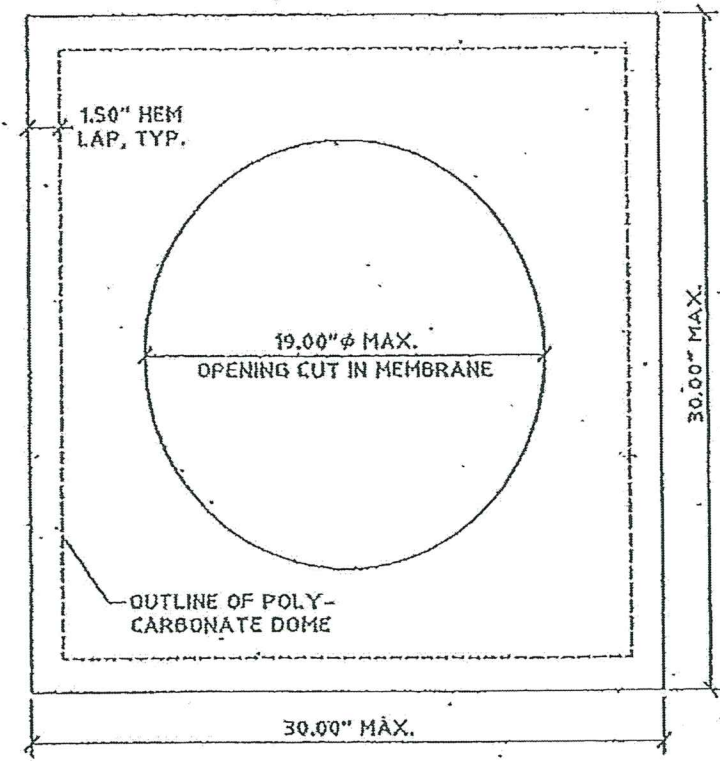 1.50" HEM
LAP, TYP.
19.00"ø MAX.
OPENING CUT IN MEMBRANE
30.00" MAX.
OUTLINE OF POLY-
CARBONATE DOME
30.00" MAX.